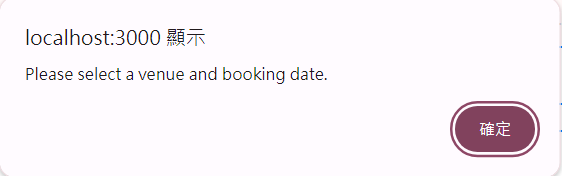 localhost:3000 顯示
Please select a venue and booking date.
確定